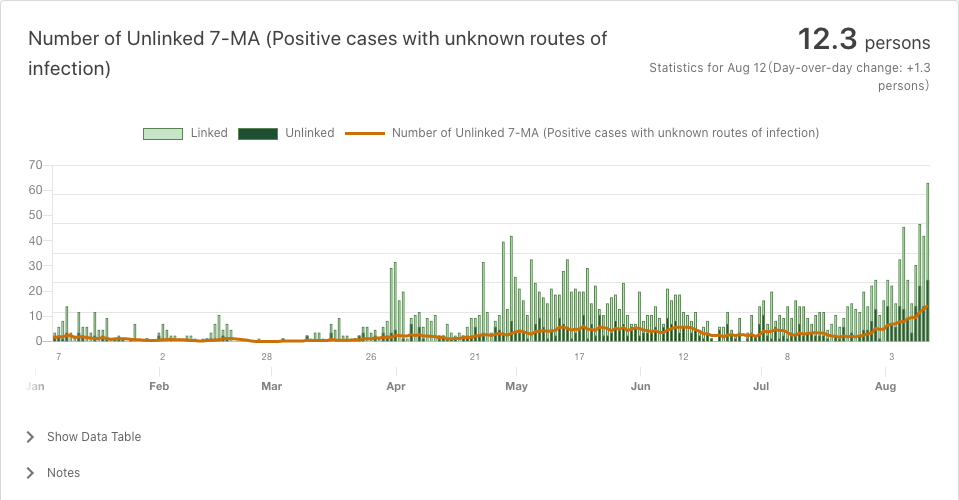 Number of Unlinked 7-MA (Positive cases with unknown routes of
infection)
12.3 persons
Statistics for Aug 12(Day-over-day change: +1.3
persons)
Linked
Unlinked
Number of Unlinked 7-MA (Positive cases with unknown routes of infection)
70
60
50
40
30
20
10
0
7 2 28 26 21 17 12 8 3
Jan Feb Mar Apr May Jun Jul Aug
Show Data Table
Notes